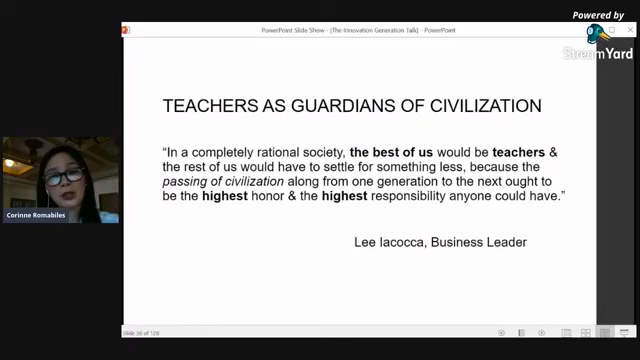 Powered by
PowerPoint Slide Show - [The Innovation Generation Talk] - PowerPoint
StreamYard
TEACHERS AS GUARDIANS OF CIVILIZATION
“In a completely rational society, the best of us would be teachers &
the rest of us would have to settle for something less, because the
passing of civilization along from one generation to the next ought to
be the highest honor & the highest responsibility anyone could have.”
Corinne Romabiles
Lee Iacocca, Business Leader
Slide 38 of 128